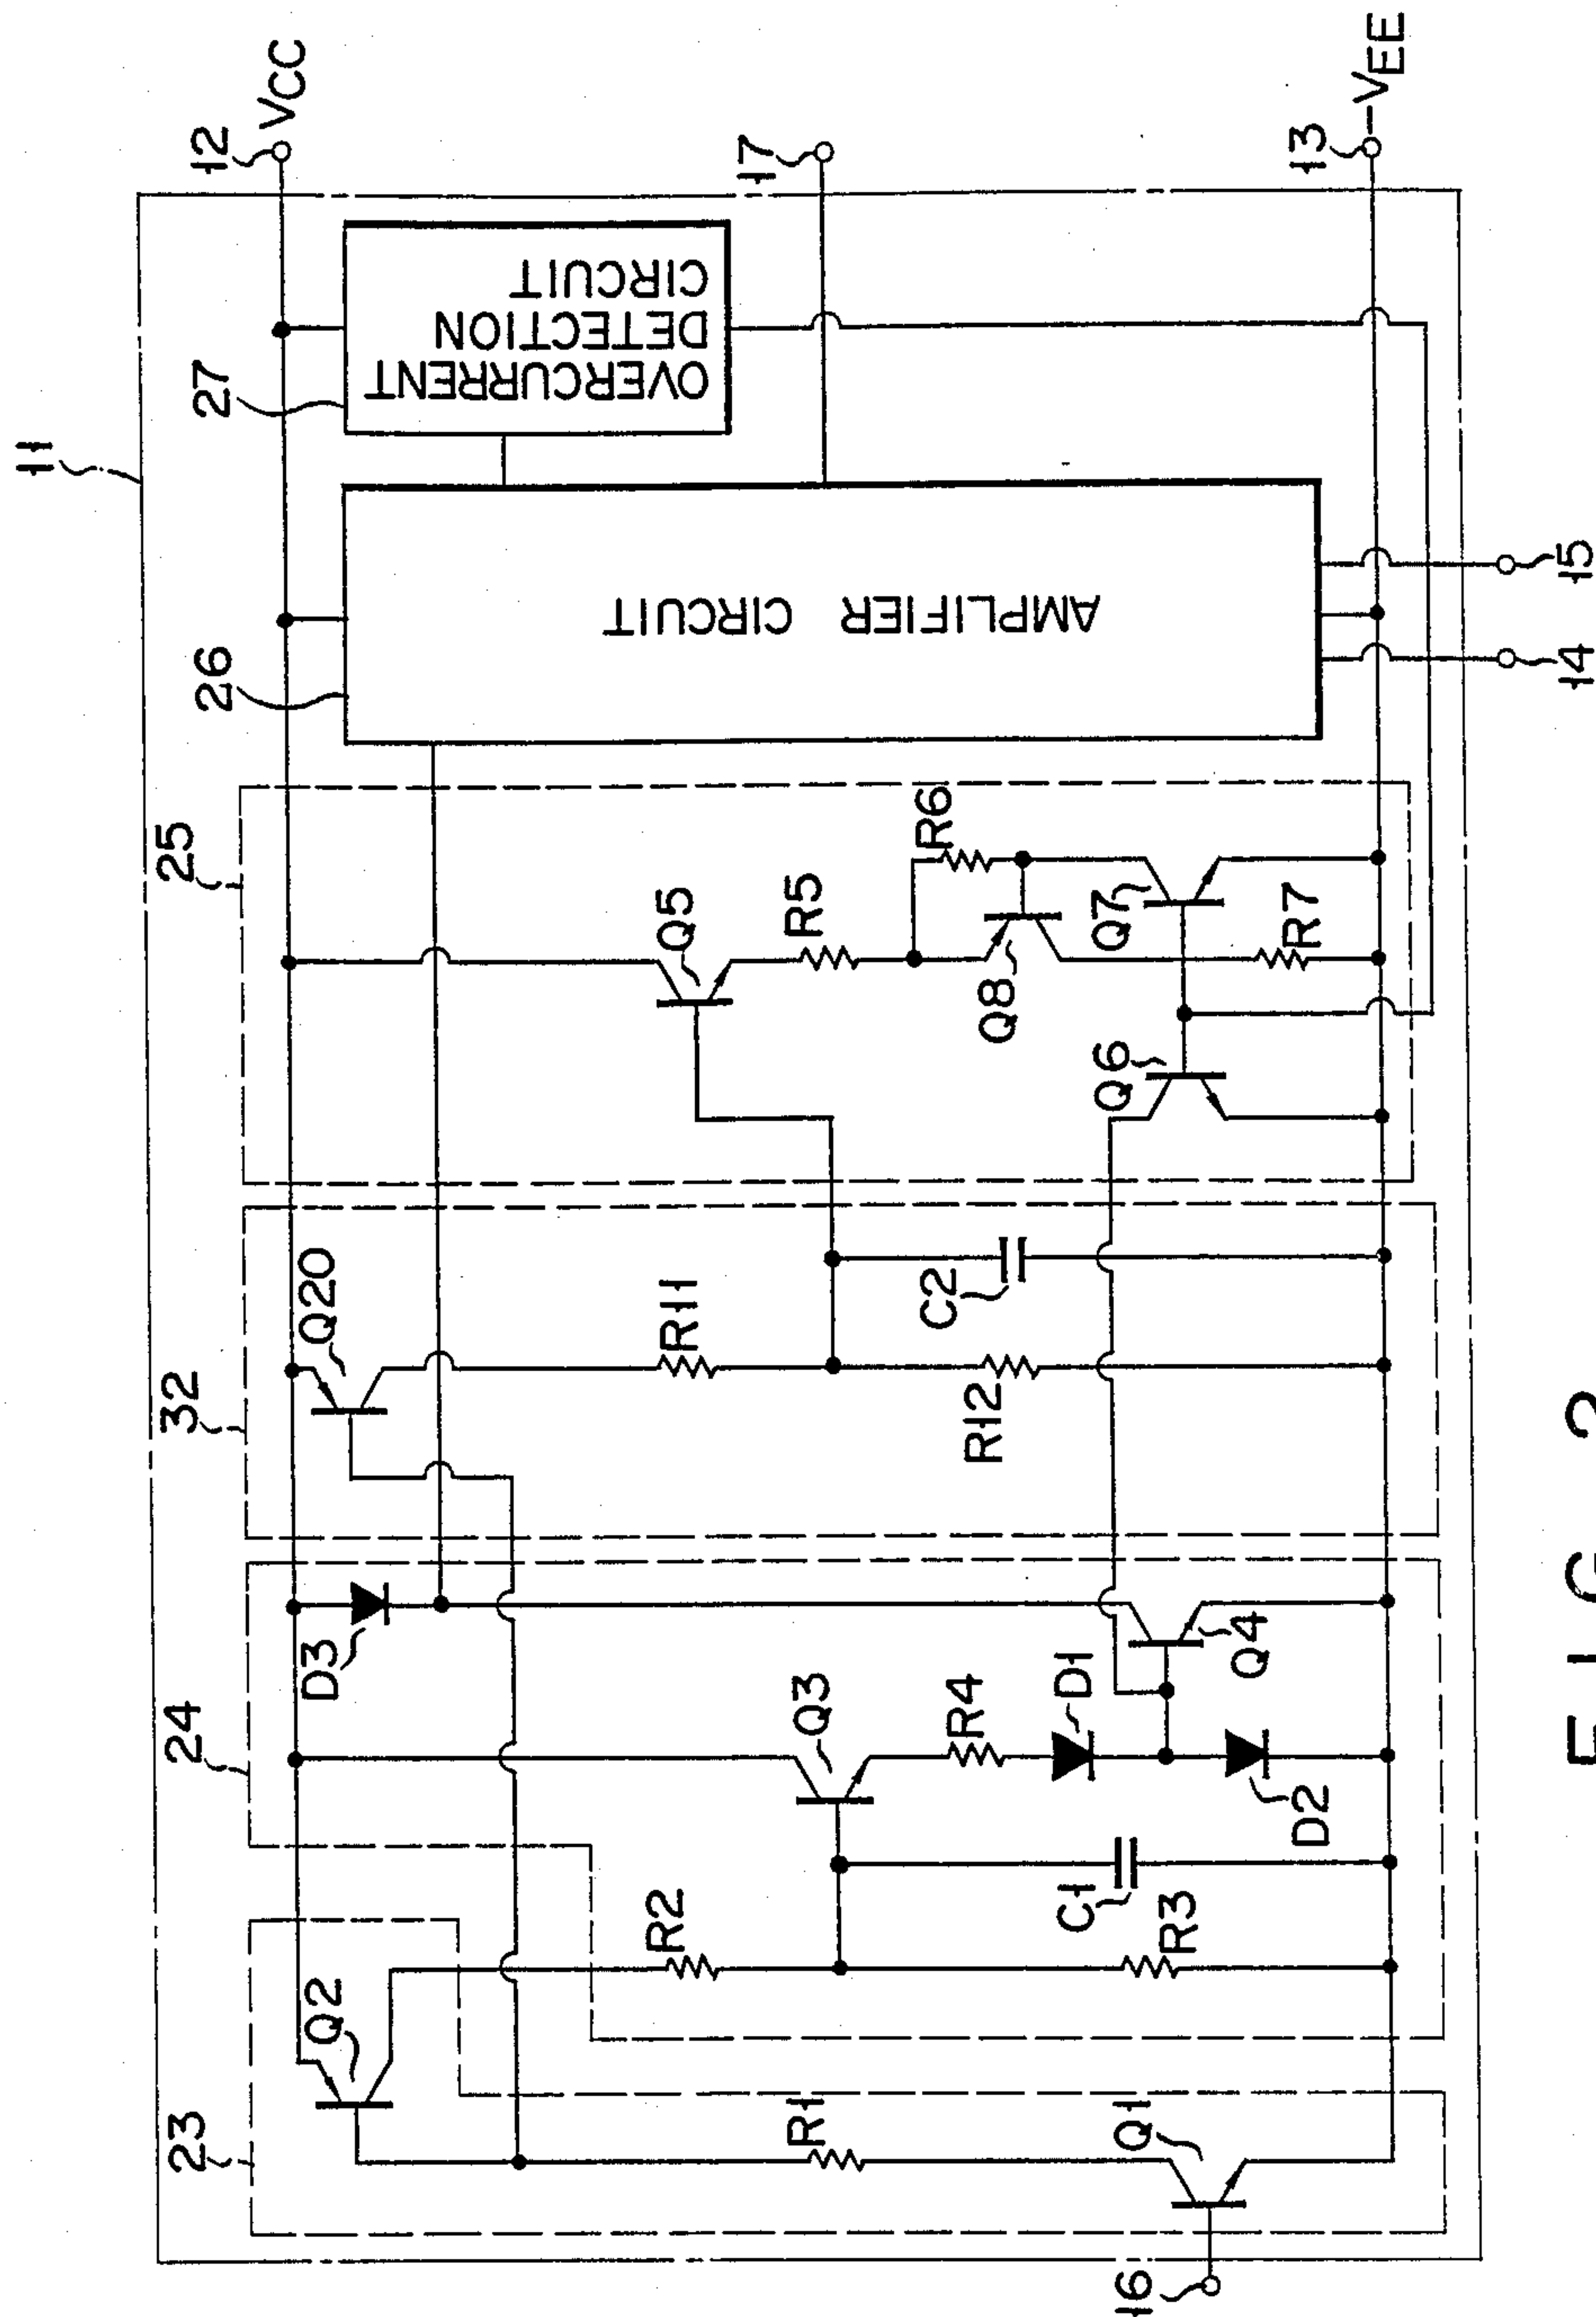 11
12 VCC
27
OVERCURRENT
DETECTION
CIRCUIT
17
13 -VEE
26
AMPLIFIER CIRCUIT
14
15
25
Q5
R5
R6
Q8
Q7
R7
Q6
32
Q20
R11
C2
R12
24
D3
Q3
R4
D1
Q4
D2
C1
R2
R3
23
Q2
R1
Q1
16